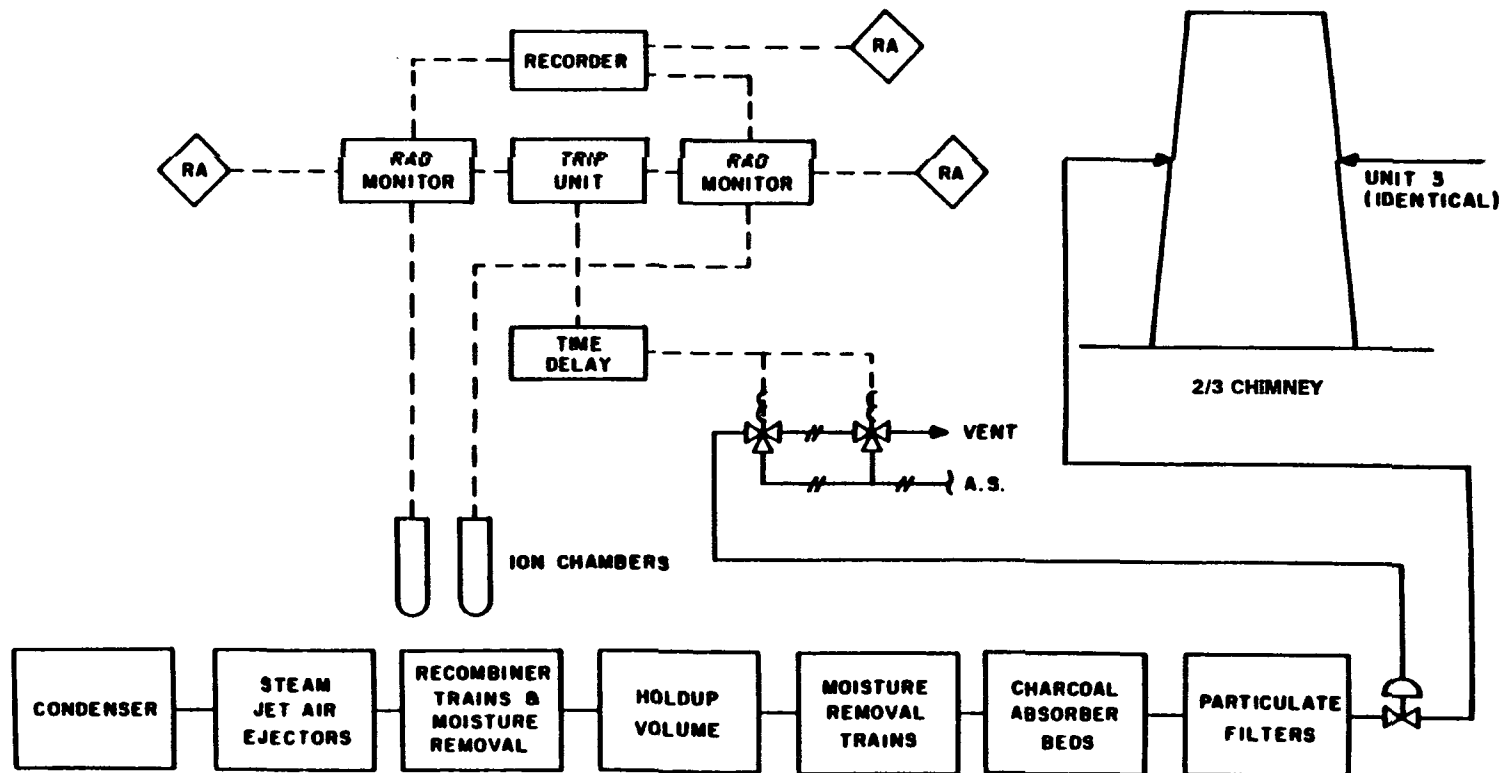 RECORDER
RA
RA
RAD
MONITOR
TRIP
UNIT
RAD
MONITOR
RA
UNIT 3
(IDENTICAL)
TIME
DELAY
2/3 CHIMNEY
VENT
A.S.
ION CHAMBERS
CONDENSER
STEAM
JET AIR
EJECTORS
RECOMBINER
TRAINS &
MOISTURE
REMOVAL
HOLDUP
VOLUME
MOISTURE
REMOVAL
TRAINS
CHARCOAL
ABSORBER
BEDS
PARTICULATE
FILTERS